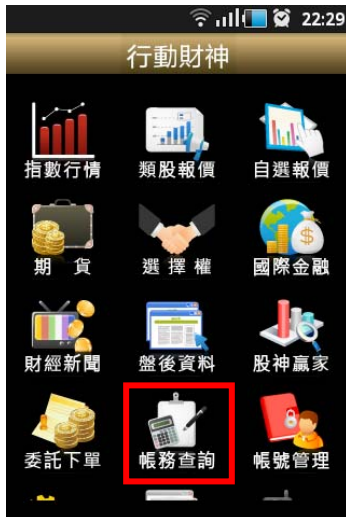 22:29
行動財神
指數行情 類股報價 自選報價
期 貨 選擇權 國際金融
財經新聞 盤後資料 股神贏家
委託下單 帳務查詢 帳號管理